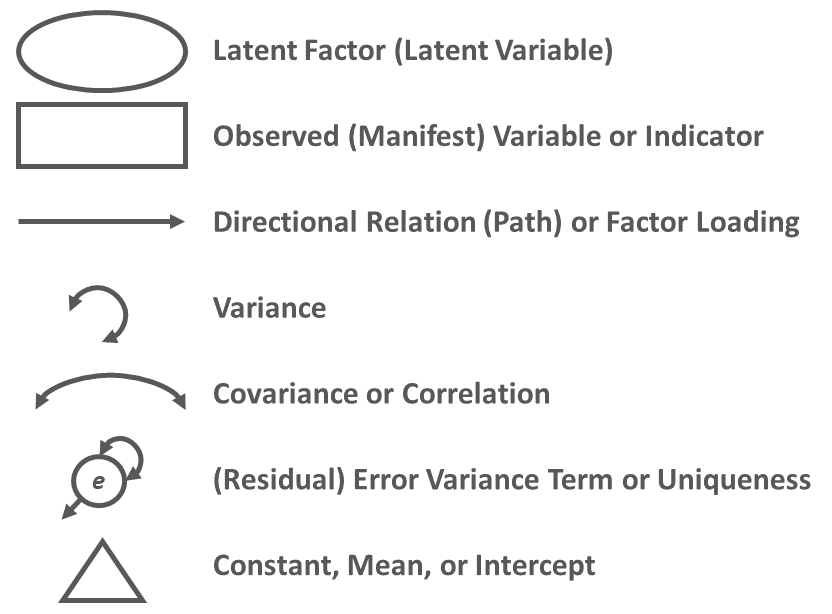 Latent Factor (Latent Variable)
Observed (Manifest) Variable or Indicator
Directional Relation (Path) or Factor Loading
Variance
Covariance or Correlation
e
(Residual) Error Variance Term or Uniqueness
Constant, Mean, or Intercept